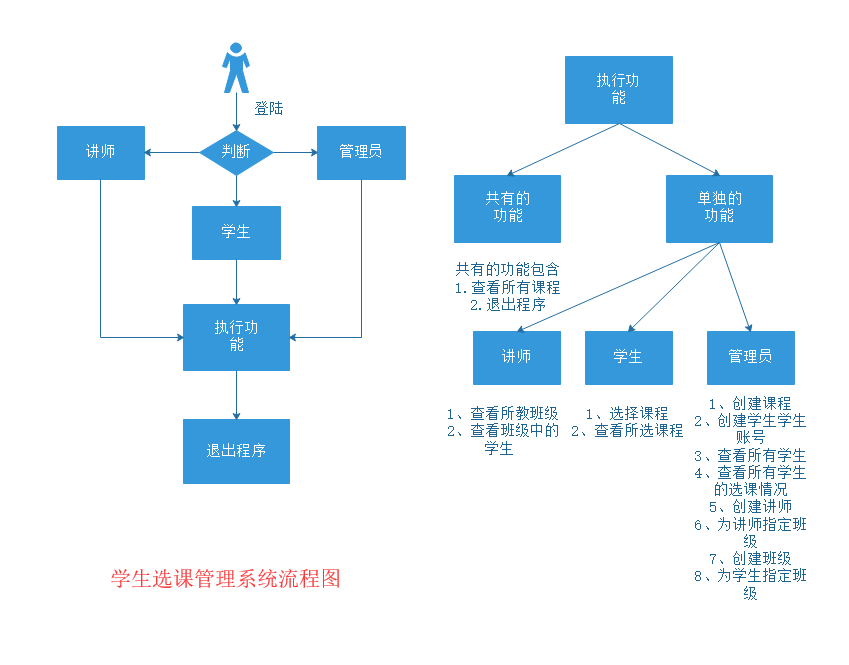 登陆
讲师
判断
管理员
学生
执行功
能
退出程序
学生选课管理系统流程图
执行功
能
共有的
功能
单独的
功能
共有的功能包含
1.查看所有课程
2.退出程序
讲师
学生
管理员
1、查看所教班级
2、查看班级中的
学生
1、选择课程
2、查看所选课程
1、创建课程
2、创建学生学生
账号
3、查看所有学生
4、查看所有学生
的选课情况
5、创建讲师
6、为讲师指定班
级
7、创建班级
8、为学生指定班
级